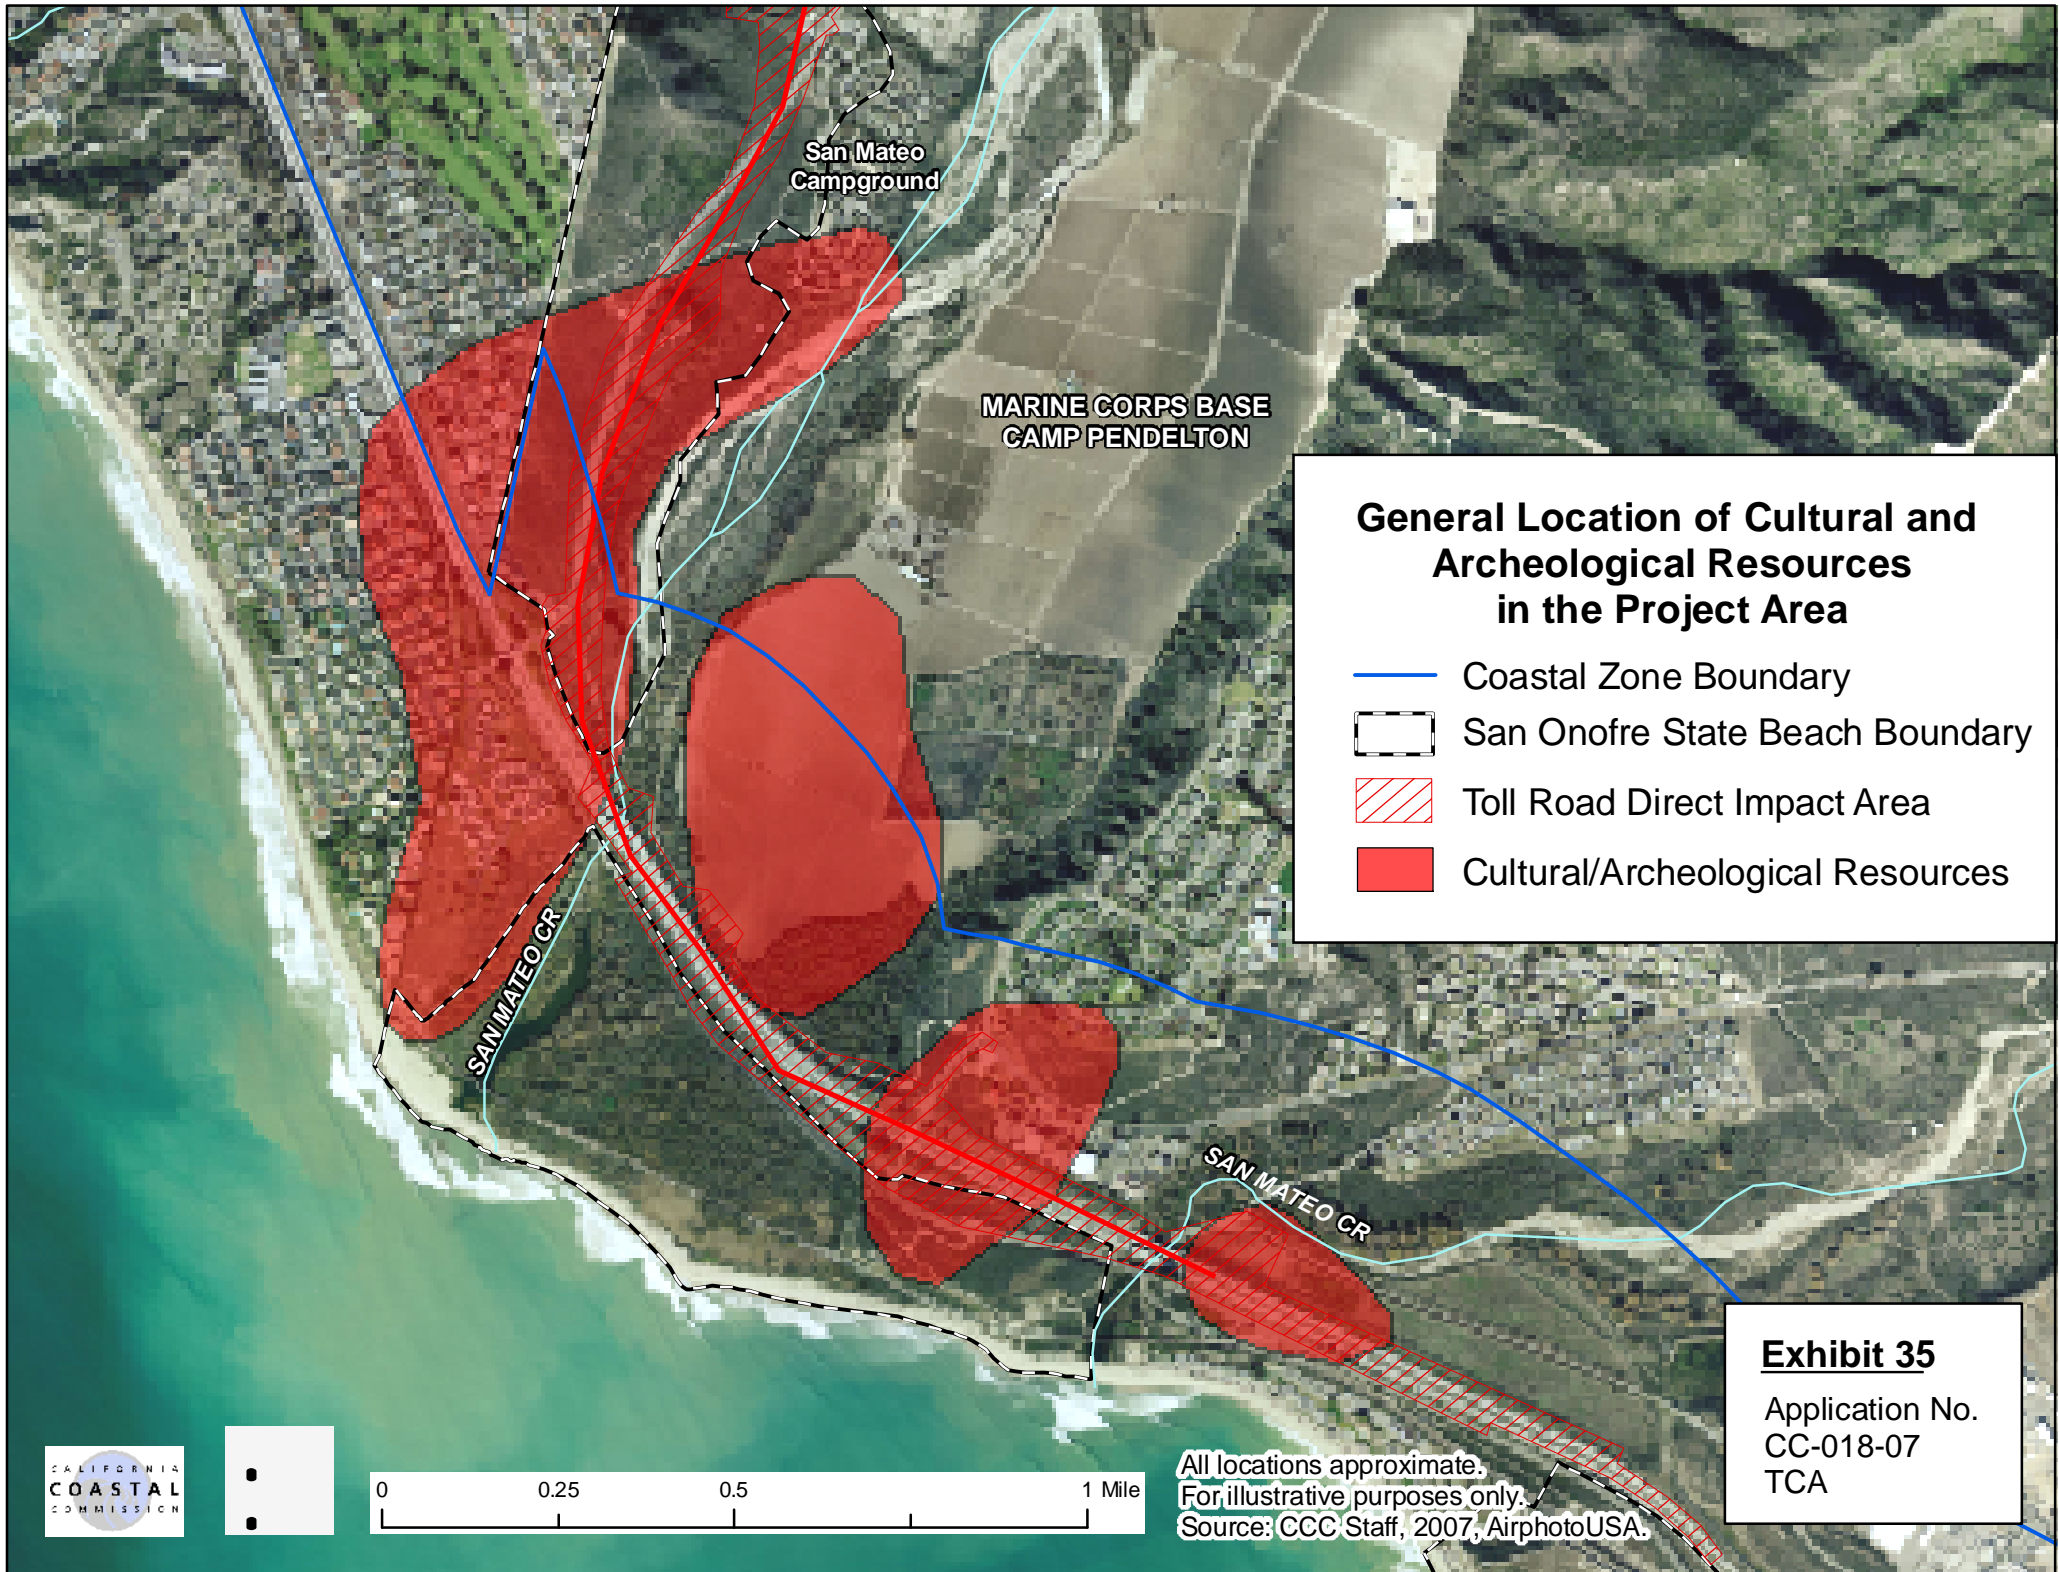 San Mateo
Campground
MARINE CORPS BASE
CAMP PENDELTON
General Location of Cultural and
Archeological Resources
in the Project Area
Coastal Zone Boundary
San Onofre State Beach Boundary
Toll Road Direct Impact Area
Cultural/Archeological Resources
SAN MATEO CR
SAN MATEO CR
Exhibit 35
Application No.
CC-018-07
TCA
CALIFORNIA
COASTAL
COMMISSION
0 0.25 0.5 1 Mile
All locations approximate.
For illustrative purposes only.
Source: CCC Staff, 2007, AirphotoUSA.